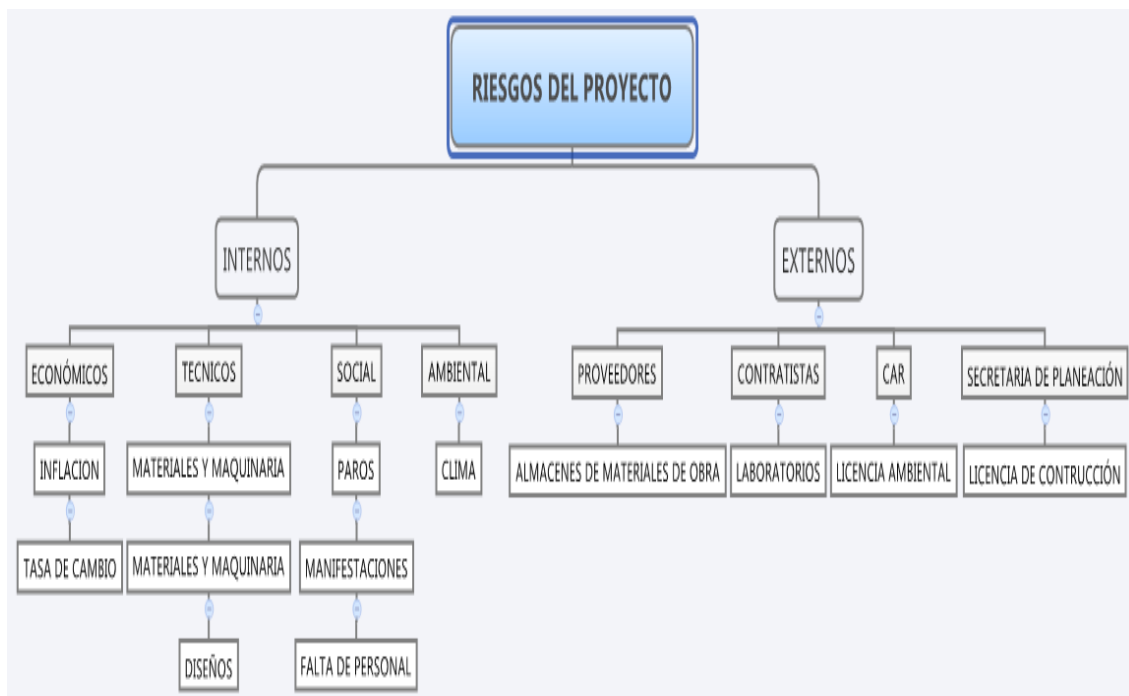 RIESGOS DEL PROYECTO
INTERNOS
EXTERNOS
ECONÓMICOS
TECNICOS
SOCIAL
AMBIENTAL
PROVEEDORES
CONTRATISTAS
CAR
SECRETARIA DE PLANEACIÓN
INFLACION
MATERIALES Y MAQUINARIA
PAROS
CLIMA
ALMACENES DE MATERIALES DE OBRA
LABORATORIOS
LICENCIA AMBIENTAL
LICENCIA DE CONTRUCCIÓN
TASA DE CAMBIO
MATERIALES Y MAQUINARIA
MANIFESTACIONES
DISEÑOS
FALTA DE PERSONAL